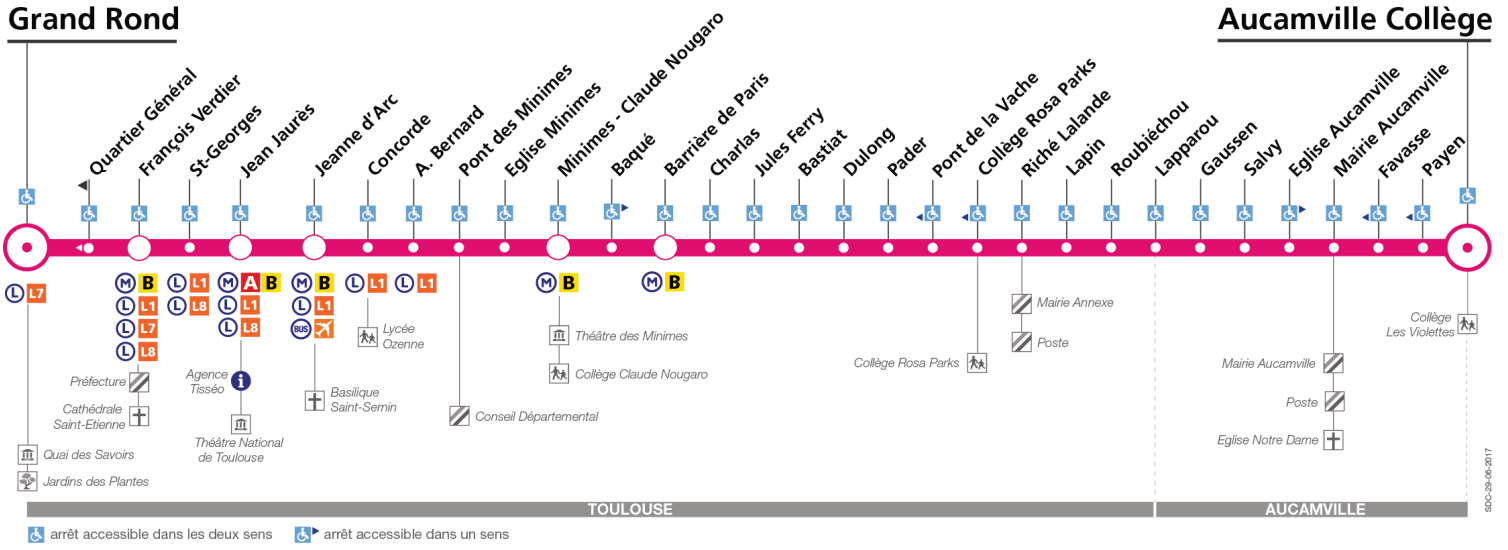 Grand Rond
Aucamville Collège
Quartier Général
François Verdier
St-Georges
Jean Jaurès
Jeanne d'Arc
Concorde
A. Bernard
Pont des Minimes
Eglise Minimes
Minimes - Claude Nougaro
Baqué
Barrière de Paris
Charlas
Jules Ferry
Bastiat
Dulong
Pader
Pont de la Vache
Collège Rosa Parks
Riché Lalande
Lapin
Roubiéchou
Lapparou
Gaussen
Salvy
Eglise Aucamville
Mairie Aucamville
Favasse
Payen
L L7
M B
L L1
L L7
L L8
L L1
L L8
M A B
L L1
L L8
M B
L L1
BUS
L L1
L L1
M B
M B
Quai des Savoirs
Jardins des Plantes
Préfecture
Cathédrale
Saint-Etienne
Agence
Tisséo
i
Théâtre National
de Toulouse
Basilique
Saint-Sernin
Lycée
Ozenne
Conseil Départemental
Théâtre des Minimes
Collège Claude Nougaro
Collège Rosa Parks
Mairie Annexe
Poste
Mairie Aucamville
Poste
Eglise Notre Dame
Collège
Les Violettes
SDC-29-06-2017
TOULOUSE
AUCAMVILLE
arrêt accessible dans les deux sens
arrêt accessible dans un sens